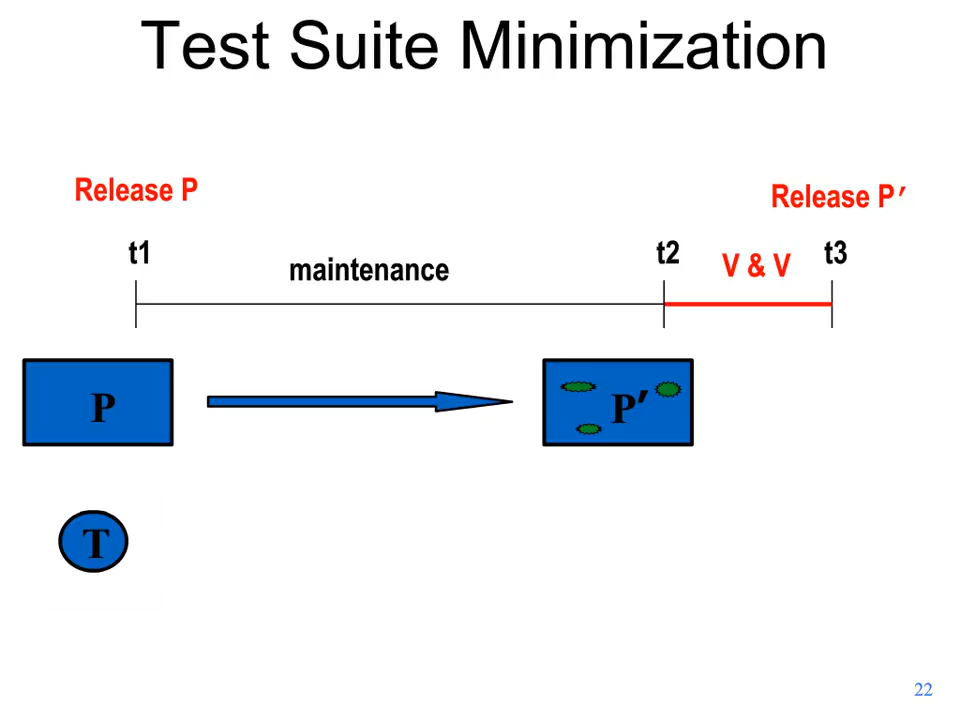 Test Suite Minimization
Release P
Release P′
t1
maintenance
t2
V & V
t3
P
P′
T
22